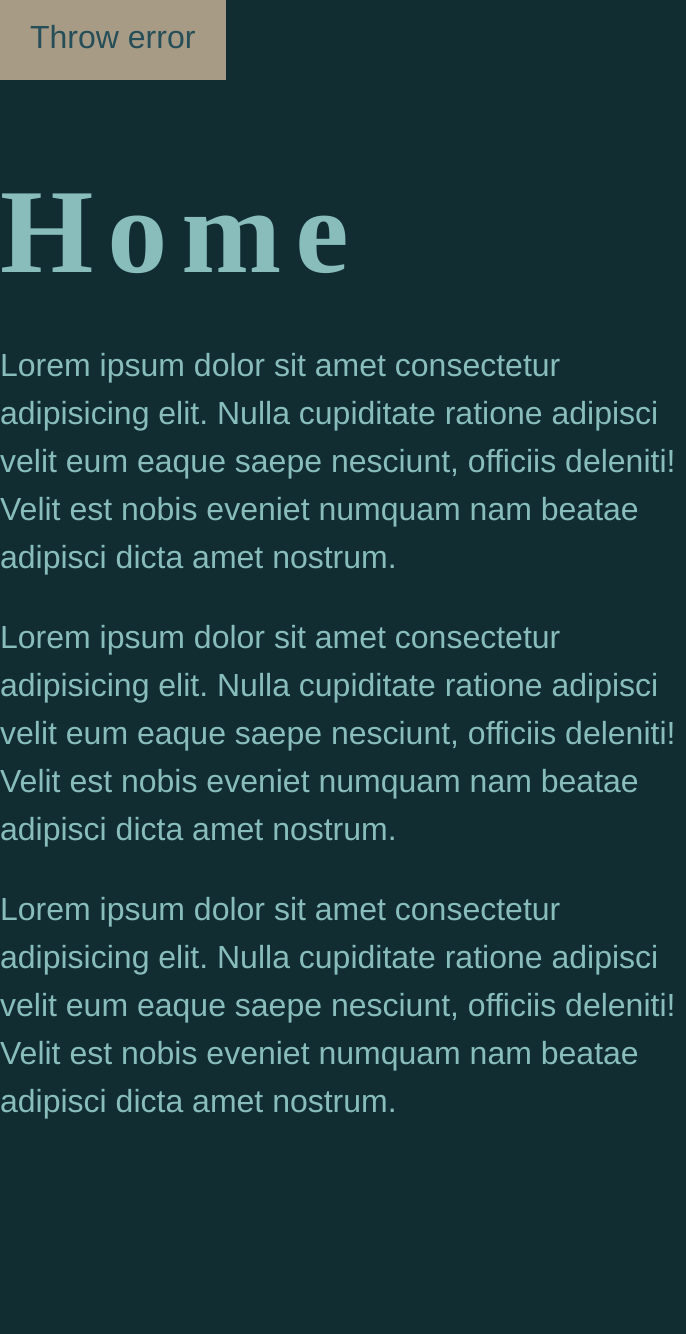 Throw error
Home
Lorem ipsum dolor sit amet consectetur
adipisicing elit. Nulla cupiditate ratione adipisci
velit eum eaque saepe nesciunt, officiis deleniti!
Velit est nobis eveniet numquam nam beatae
adipisci dicta amet nostrum.
Lorem ipsum dolor sit amet consectetur
adipisicing elit. Nulla cupiditate ratione adipisci
velit eum eaque saepe nesciunt, officiis deleniti!
Velit est nobis eveniet numquam nam beatae
adipisci dicta amet nostrum.
Lorem ipsum dolor sit amet consectetur
adipisicing elit. Nulla cupiditate ratione adipisci
velit eum eaque saepe nesciunt, officiis deleniti!
Velit est nobis eveniet numquam nam beatae
adipisci dicta amet nostrum.